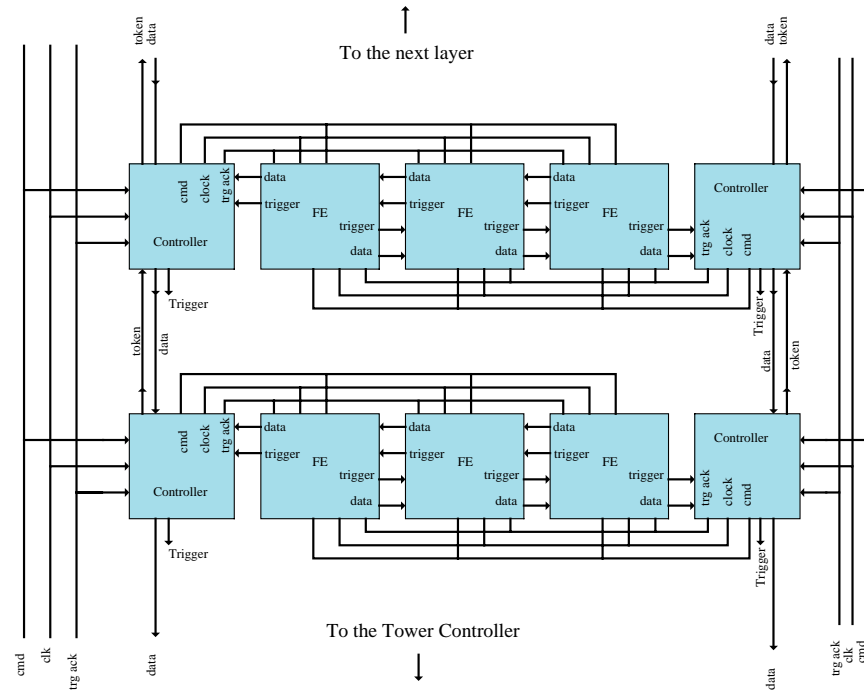 token
data
To the next layer
data
token
cmd
clock
trg ack
data
trigger
FE
trigger
data
Controller
data
trigger
FE
trigger
data
data
trigger
FE
trigger
data
Controller
trg ack
clock
cmd
Trigger
token
data
Trigger
data
token
cmd
clock
trg ack
data
trigger
FE
trigger
data
Controller
data
trigger
FE
trigger
data
data
trigger
FE
trigger
data
Controller
trg ack
clock
cmd
Trigger
Trigger
To the Tower Controller
cmd
clk
trg ack
data
data
trg ack
clk
cmd